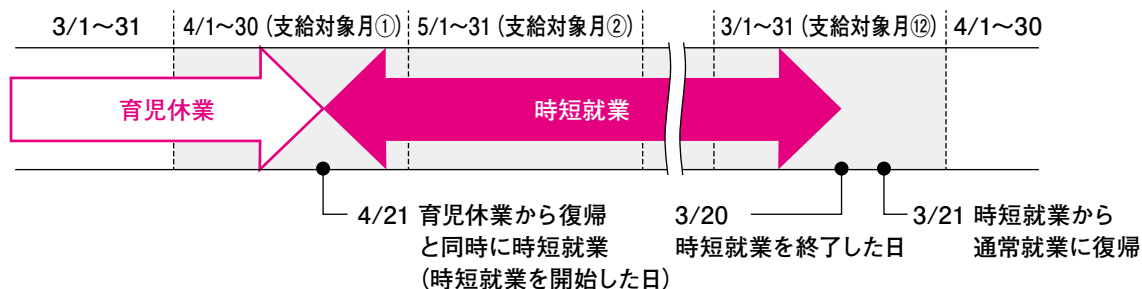 3/1~31 4/1~30 (支給対象月①) 5/1~31 (支給対象月②) 3/1~31 (支給対象月⑫) 4/1~30
育児休業 時短就業
4/21 育児休業から復帰
と同時に時短就業
(時短就業を開始した日)
3/20
時短就業を終了した日
3/21 時短就業から
通常就業に復帰